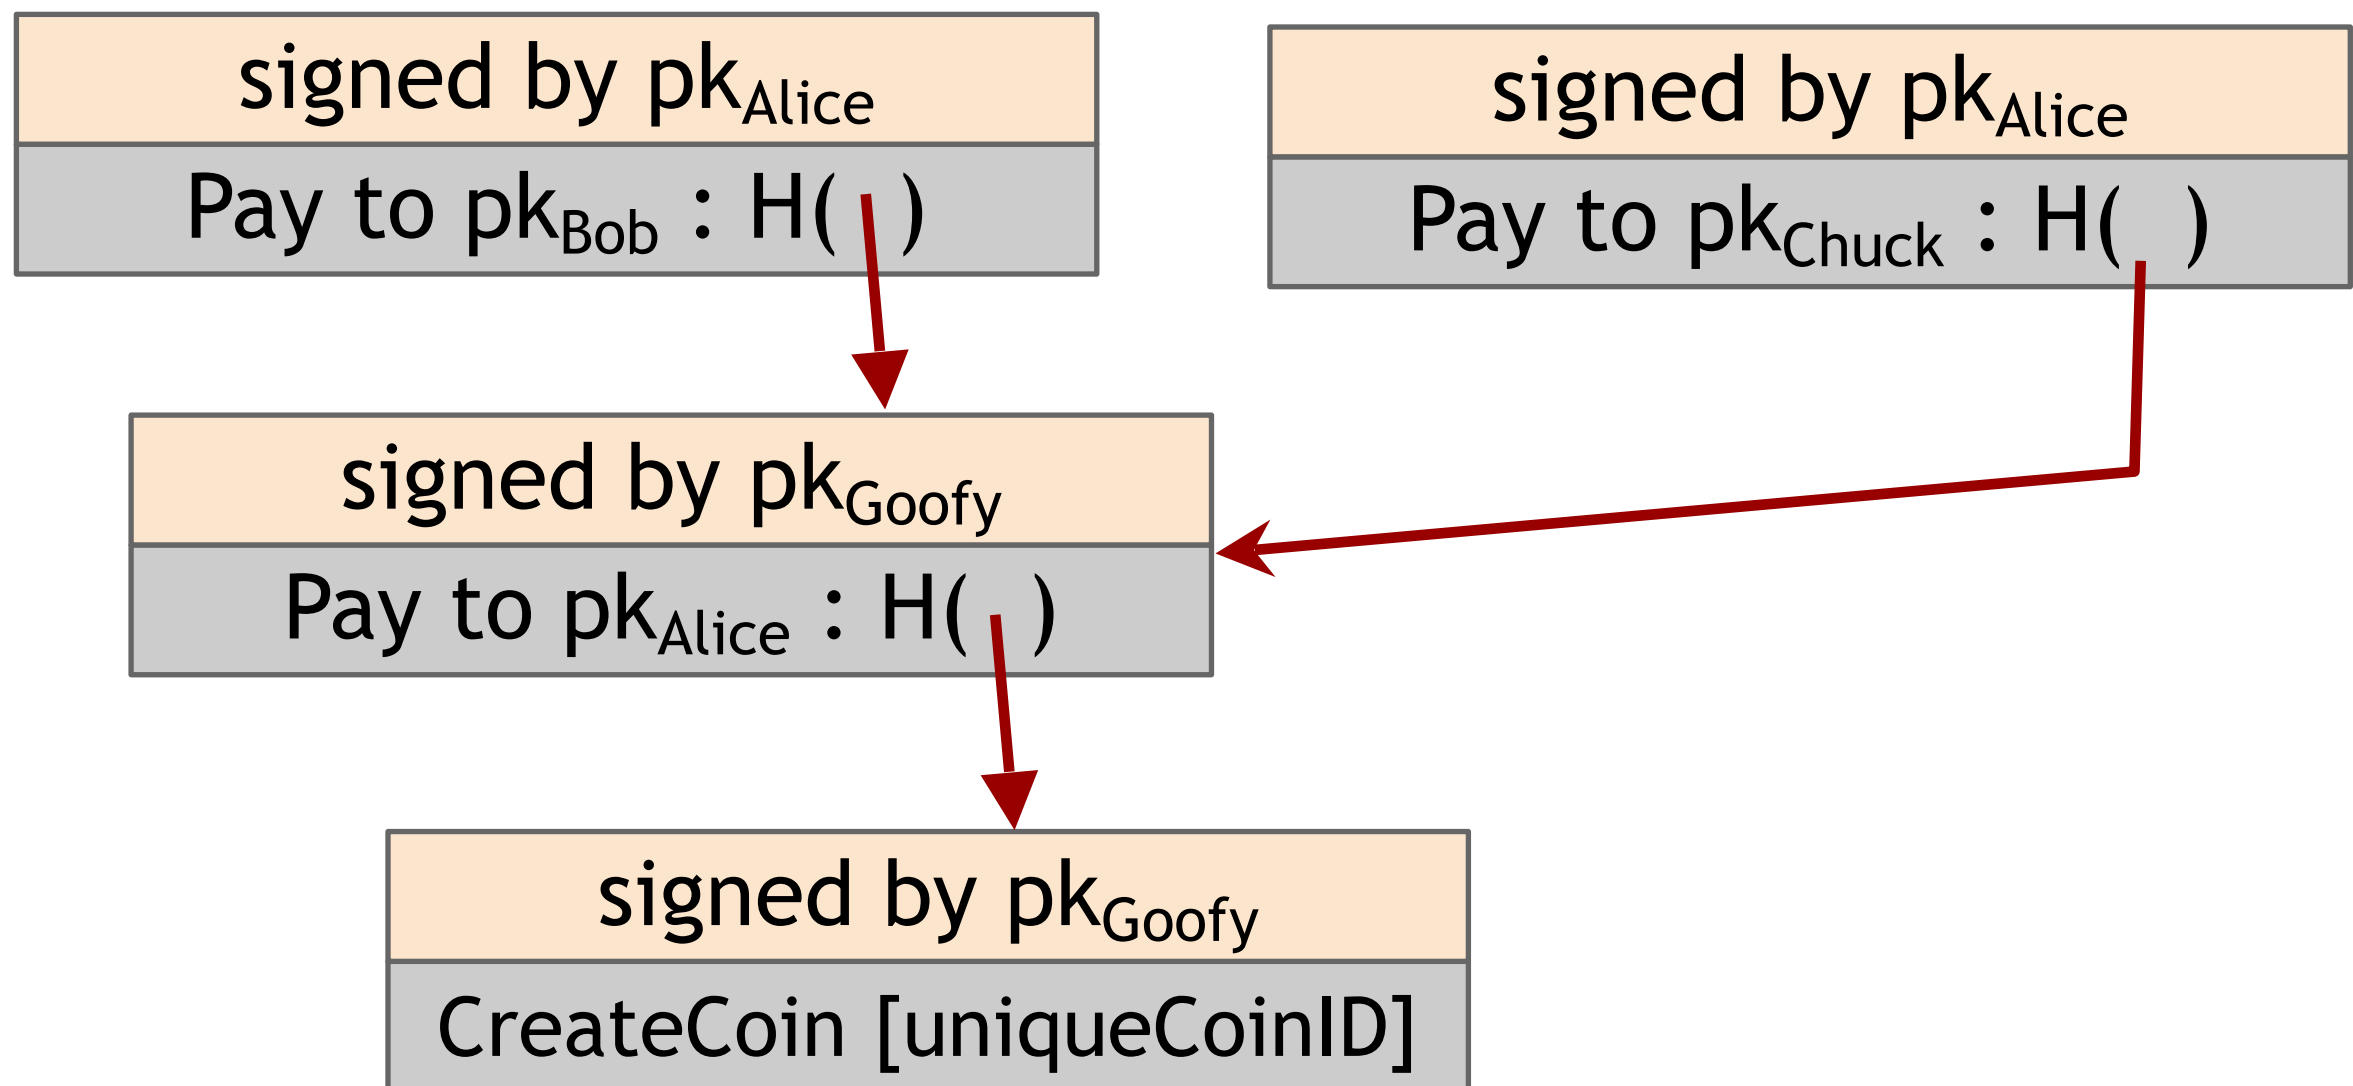 signed by pkAlice
Pay to pkBob : H( )
signed by pkAlice
Pay to pkChuck : H( )
signed by pkGoofy
Pay to pkAlice : H( )
signed by pkGoofy
CreateCoin [uniqueCoinID]